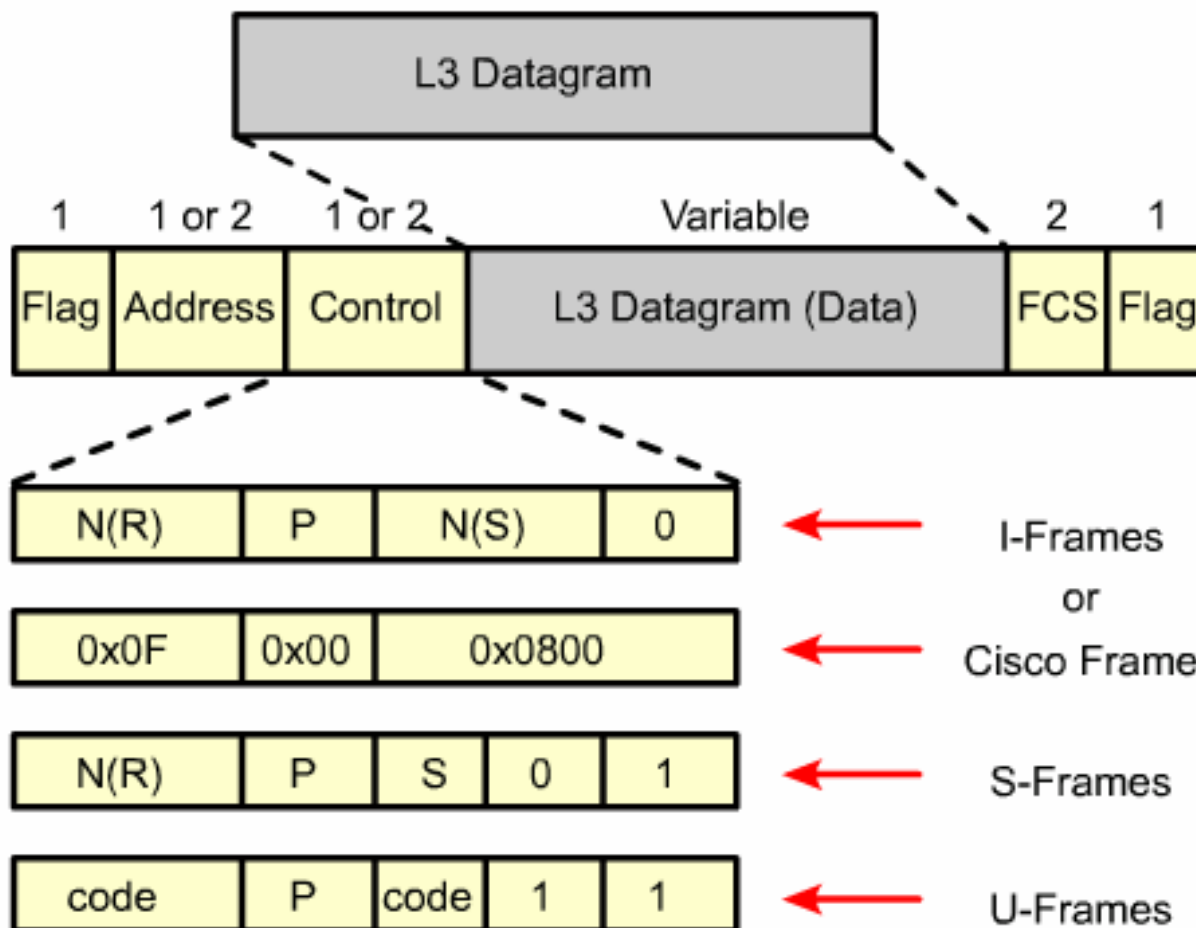 L3 Datagram
1 1 or 2 1 or 2 Variable 2 1
Flag Address Control L3 Datagram (Data) FCS Flag
N(R) P N(S) 0
I-Frames
or
0x0F 0x00 0x0800
Cisco Frame
N(R) P S 0 1
S-Frames
code P code 1 1
U-Frames